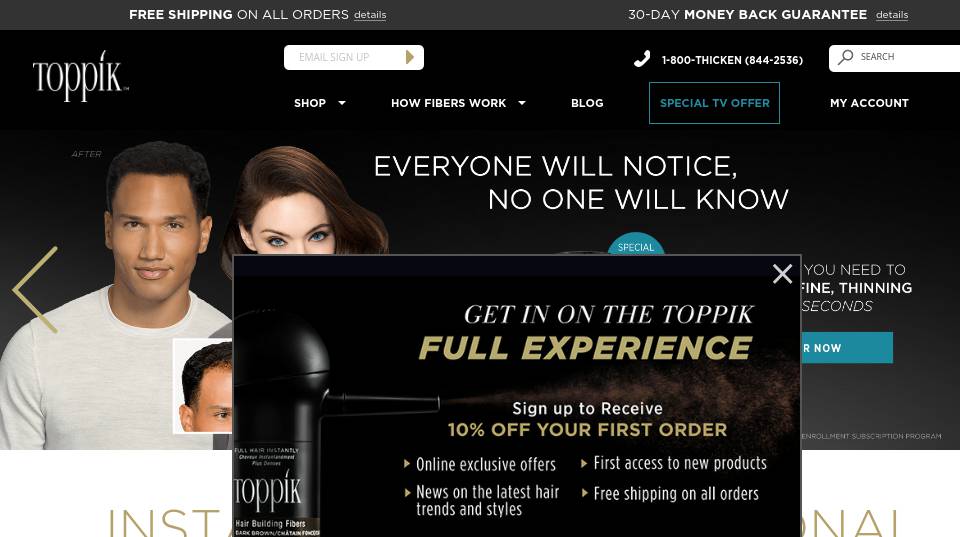 FREE SHIPPING ON ALL ORDERS details
30-DAY MONEY BACK GUARANTEE details
TOPPIK
EMAIL SIGN UP
1-800-THICKEN (844-2536)
SEARCH
SHOP
HOW FIBERS WORK
BLOG
SPECIAL TV OFFER
MY ACCOUNT
AFTER
EVERYONE WILL NOTICE,
NO ONE WILL KNOW
SPECIAL
YOU NEED TO
FINE, THINNING
SECONDS
R NOW
ENROLLMENT SUBSCRIPTION PROGRAM
GET IN ON THE TOPPIK
FULL EXPERIENCE
Sign up to Receive
10% OFF YOUR FIRST ORDER
Online exclusive offers
First access to new products
News on the latest hair
trends and styles
Free shipping on all orders
FULL HAIR INSTANTLY
Cheveux Instantanément
Plus Denses
TOPPIK
Hair Building Fibers
DARK BROWN/CHÂTAIN FONCÉ
INST
ONAL